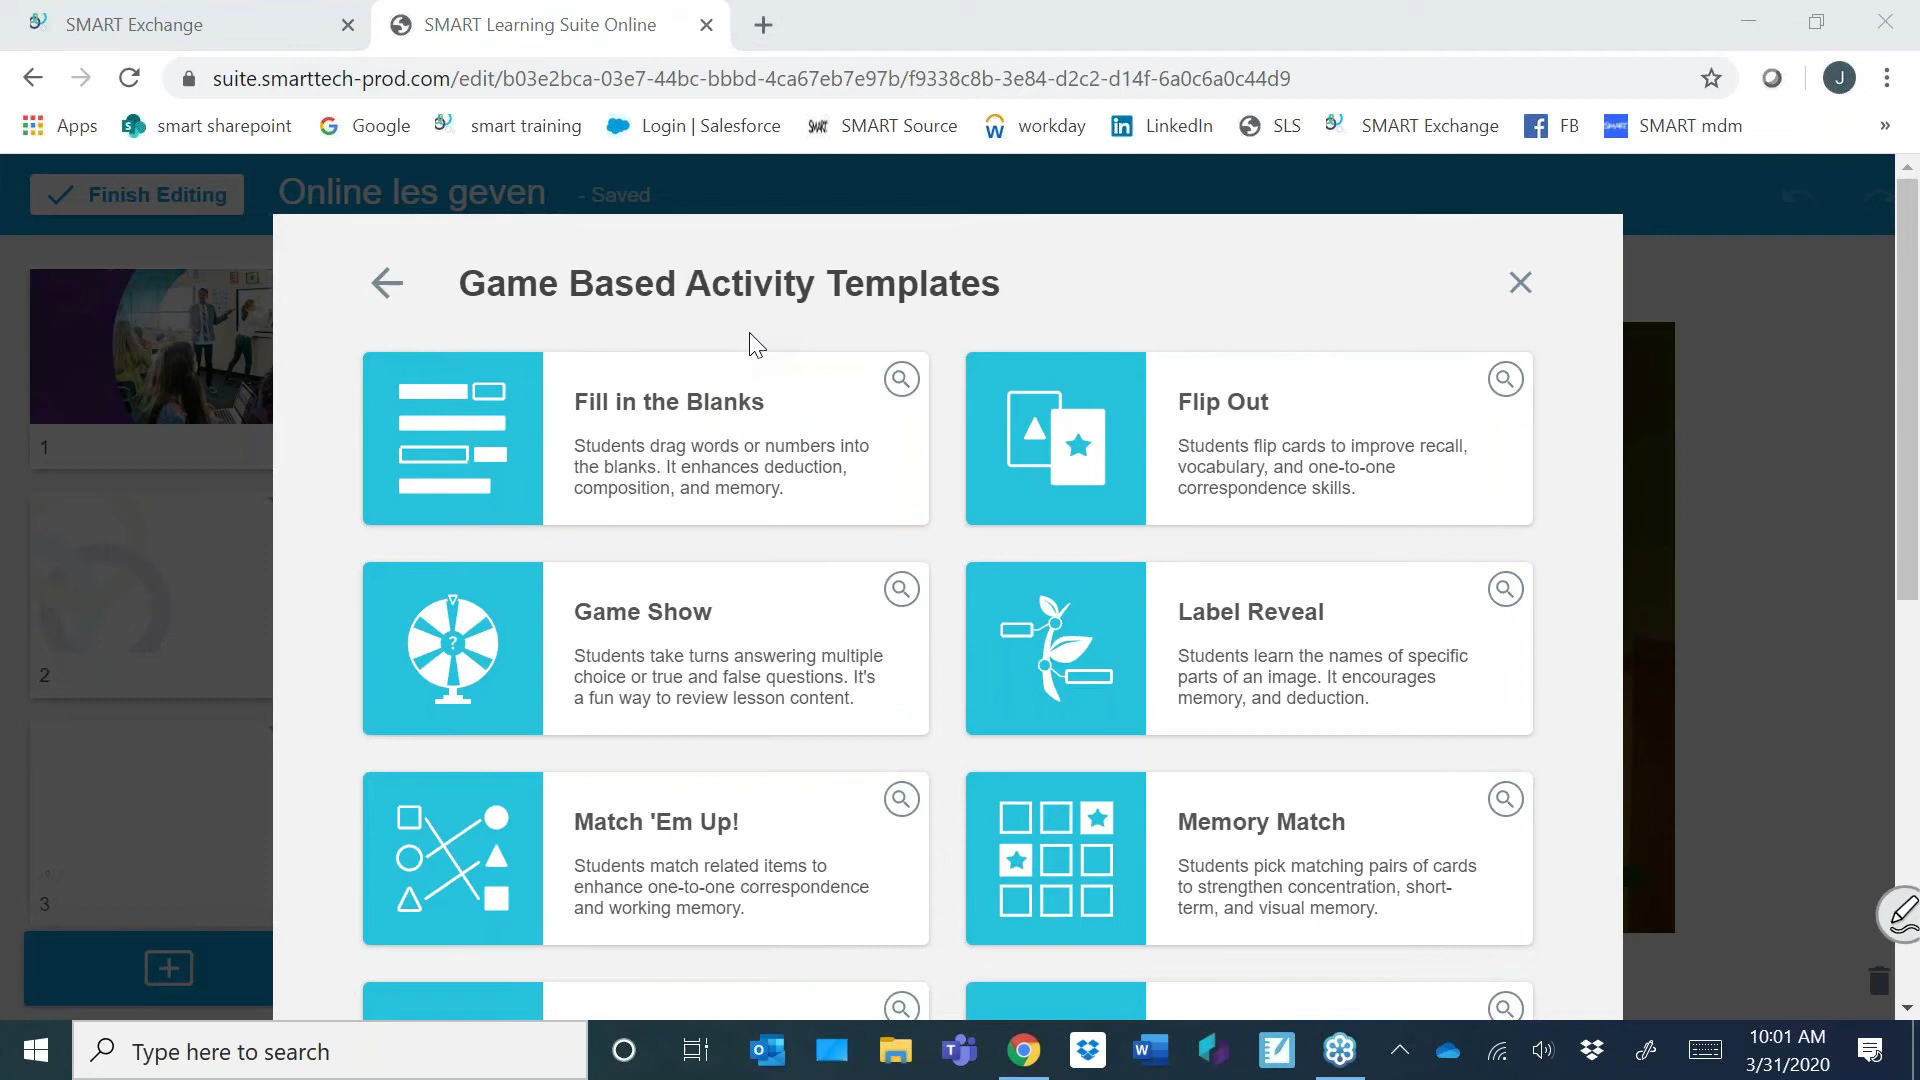 SMART Exchange
SMART Learning Suite Online
suite.smarttech-prod.com/edit/b03e2bca-03e7-44bc-bbbd-4ca67eb7e97b/f9338c8b-3e84-d2c2-d14f-6a0c6a0c44d9
J
Apps
smart sharepoint
Google
smart training
Login | Salesforce
SMART Source
workday
LinkedIn
SLS
SMART Exchange
FB
SMART mdm
»
Finish Editing
Online les geven
- Saved
Game Based Activity Templates
Fill in the Blanks
Students drag words or numbers into
the blanks. It enhances deduction,
composition, and memory.
Flip Out
Students flip cards to improve recall,
vocabulary, and one-to-one
correspondence skills.
Game Show
Students take turns answering multiple
choice or true and false questions. It's
a fun way to review lesson content.
Label Reveal
Students learn the names of specific
parts of an image. It encourages
memory, and deduction.
Match 'Em Up!
Students match related items to
enhance one-to-one correspondence
and working memory.
Memory Match
Students pick matching pairs of cards
to strengthen concentration, short-
term, and visual memory.
1
2
3
Type here to search
10:01 AM
3/31/2020